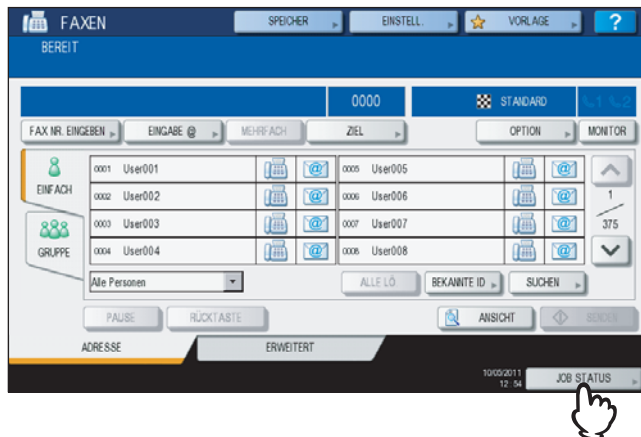 FAXEN SPEICHER EINSTELL. VORLAGE ?
BEREIT
0000 STANDARD 1 2
FAX NR. EINGEBEN EINGABE @ MEHRFACH ZIEL OPTION MONITOR
EINFACH
GRUPPE
0001 User001 0005 User005
0002 User002 0006 User006
0003 User003 0007 User007
0004 User004 0008 User008
1
375
Alle Personen ALLE LÖ BEKANNTE ID SUCHEN
PAUSE RÜCKTASTE ANSICHT SENDEN
ADRESSE ERWEITERT
10/05/2011
12:54 JOB STATUS